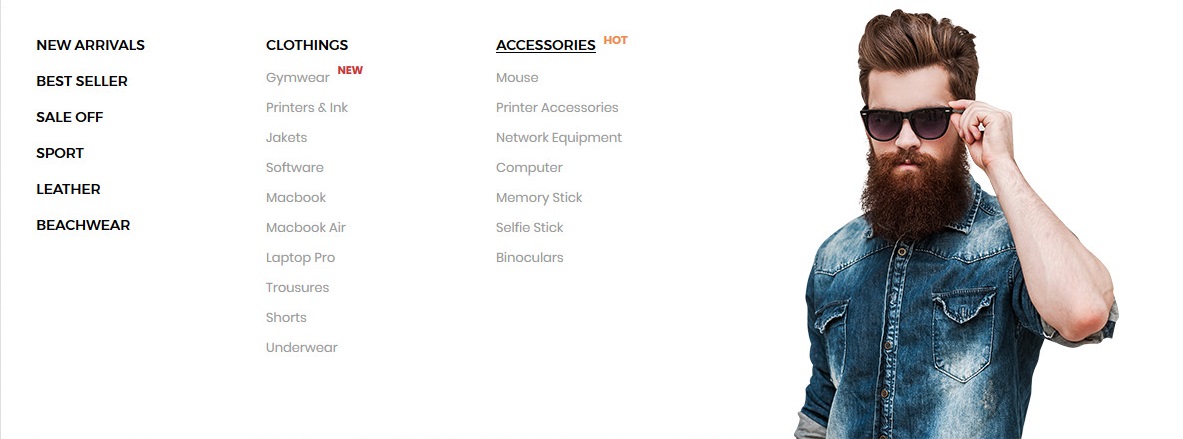 NEW ARRIVALS
BEST SELLER
SALE OFF
SPORT
LEATHER
BEACHWEAR
CLOTHINGS
Gymwear NEW
Printers & Ink
Jakets
Software
Macbook
Macbook Air
Laptop Pro
Trousures
Shorts
Underwear
ACCESSORIES HOT
Mouse
Printer Accessories
Network Equipment
Computer
Memory Stick
Selfie Stick
Binoculars